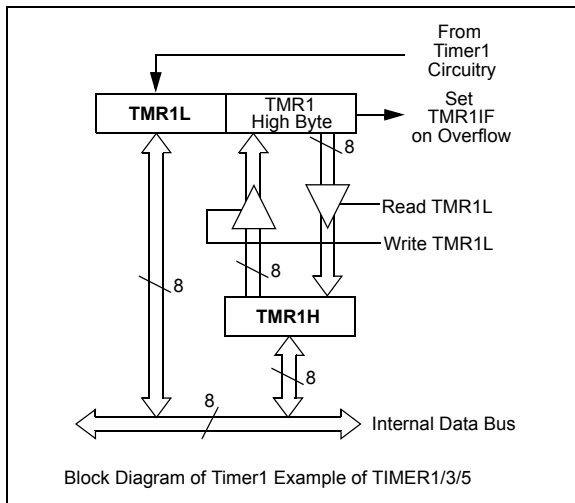 From
Timer1
Circuitry
TMR1L
TMR1
High Byte
Set
TMR1IF
on Overflow
8
Read TMR1L
Write TMR1L
8
8
TMR1H
8
8
Internal Data Bus
Block Diagram of Timer1 Example of TIMER1/3/5